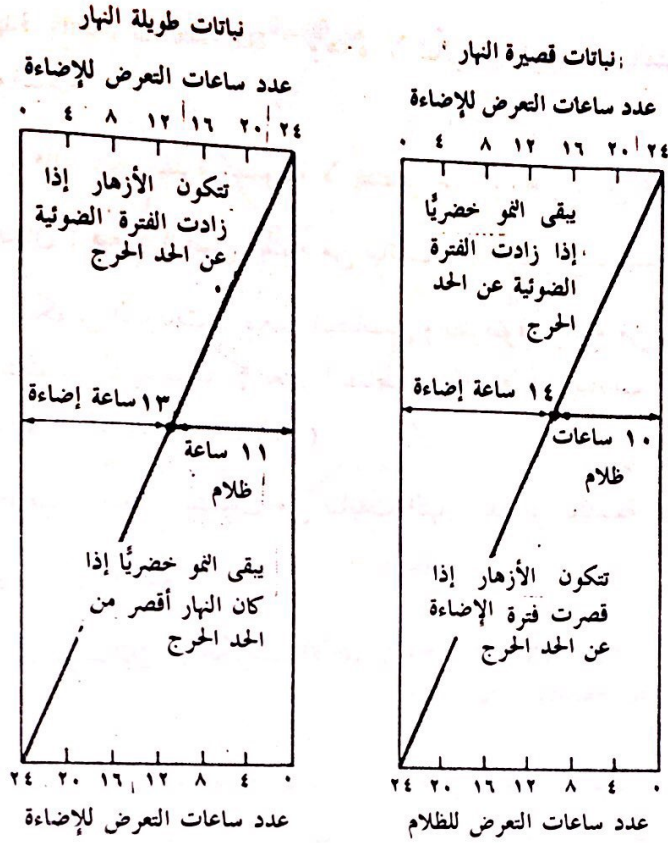 نباتات قصيرة النهار
عدد ساعات التعرض للإضاءة
٠ ٤ ٨ ١٢ ١٦ ٢٠ ٢٤
يبقى النمو خضريًا
إذا زادت الفترة
الضوئية عن الحد
الحرج
١٤ ساعة إضاءة
١٠ ساعات
ظلام
تتكون الأزهار إذا
قصرت فترة الإضاءة
عن الحد الحرج
٢٤ ٢٠ ١٦ ١٢ ٨ ٤ ٠
عدد ساعات التعرض للظلام
نباتات طويلة النهار
عدد ساعات التعرض للإضاءة
٠ ٤ ٨ ١٢ ١٦ ٢٠ ٢٤
تتكون الأزهار إذا
زادت الفترة الضوئية
عن الحد الحرج
١٣ ساعة إضاءة
١١ ساعة
ظلام
يبقى النمو خضريًا إذا
كان النهار أقصر من
الحد الحرج
٢٤ ٢٠ ١٦ ١٢ ٨ ٤ ٠
عدد ساعات التعرض للإضاءة